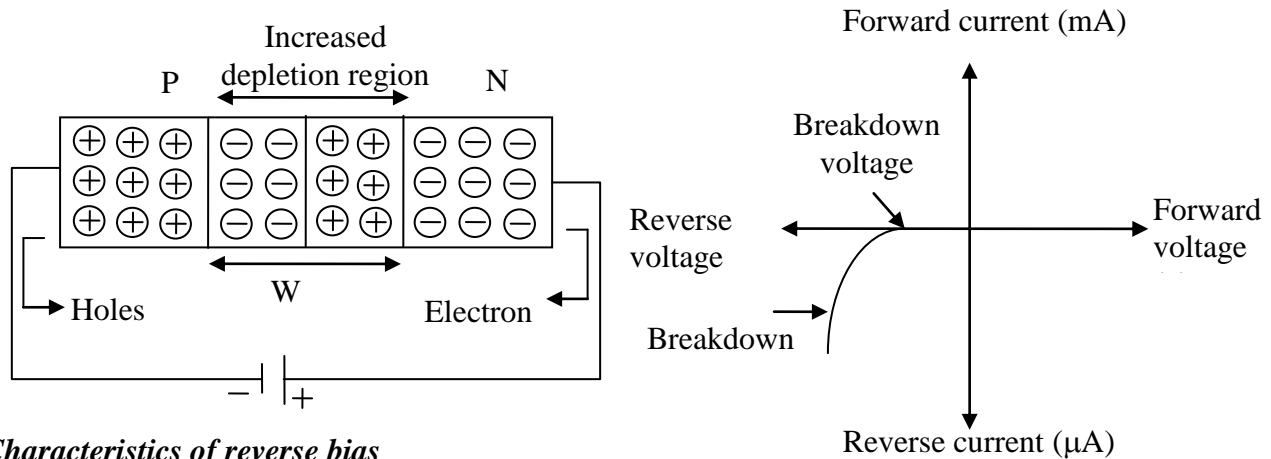 Increased
depletion region
P
N
W
Holes
Electron
− +
Characteristics of reverse bias
Forward current (mA)
Breakdown
voltage
Reverse
voltage
Forward
voltage
Breakdown
Reverse current (μA)